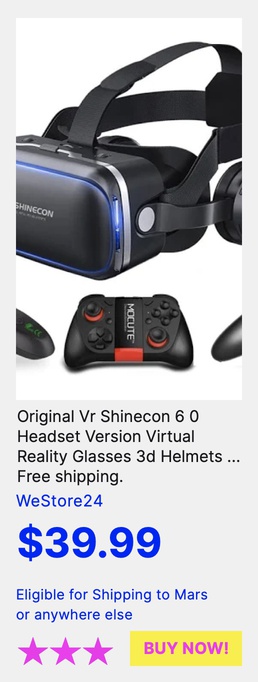 SHINECON
MOCUTE
Original Vr Shinecon 6 0
Headset Version Virtual
Reality Glasses 3d Helmets ...
Free shipping.
WeStore24
$39.99
Eligible for Shipping to Mars
or anywhere else
BUY NOW!